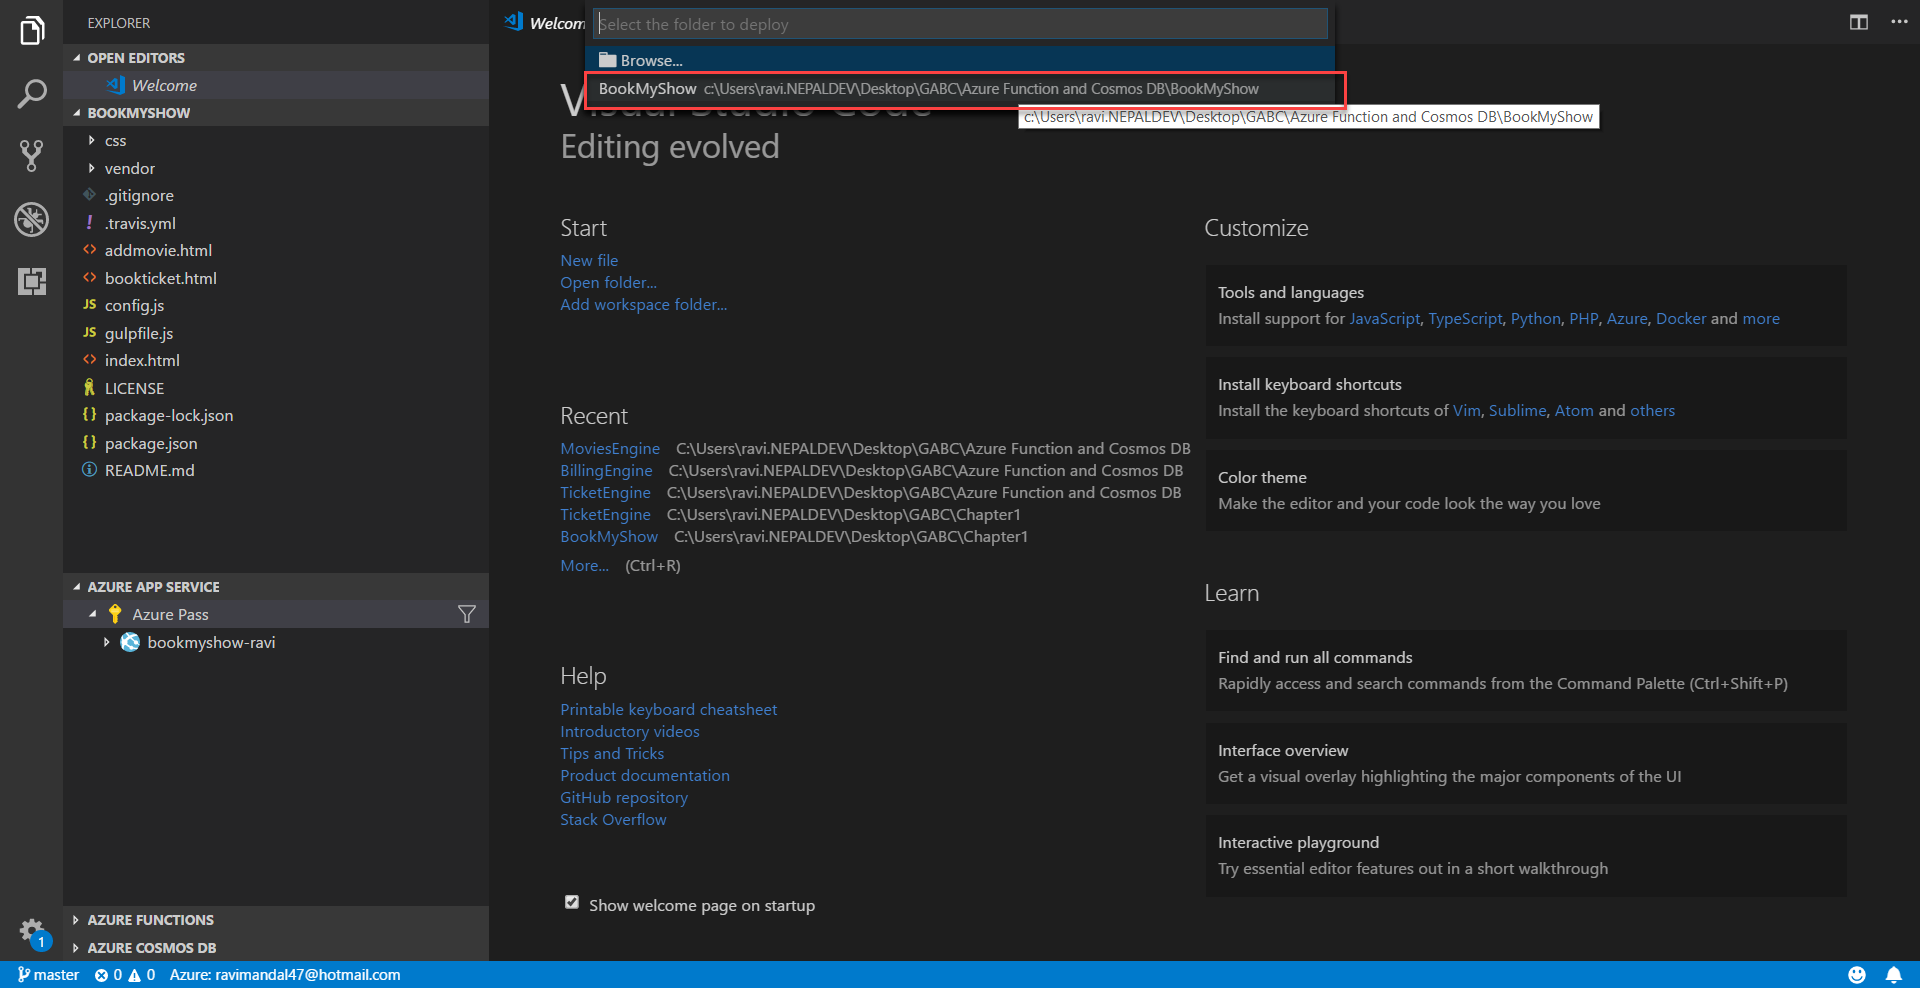 EXPLORER
OPEN EDITORS
Welcome
BOOKMYSHOW
css
vendor
.gitignore
! .travis.yml
<> addmovie.html
<> bookticket.html
JS config.js
JS gulpfile.js
<> index.html
LICENSE
{} package-lock.json
{} package.json
README.md
AZURE APP SERVICE
Azure Pass
bookmyshow-ravi
AZURE FUNCTIONS
AZURE COSMOS DB
1
Welcom
Select the folder to deploy
Browse...
BookMyShow c:\Users\ravi.NEPALDEV\Desktop\GABC\Azure Function and Cosmos DB\BookMyShow
c:\Users\ravi.NEPALDEV\Desktop\GABC\Azure Function and Cosmos DB\BookMyShow
Visual Studio Code
Editing evolved
Start
New file
Open folder...
Add workspace folder...
Recent
MoviesEngine C:\Users\ravi.NEPALDEV\Desktop\GABC\Azure Function and Cosmos DB
BillingEngine C:\Users\ravi.NEPALDEV\Desktop\GABC\Azure Function and Cosmos DB
TicketEngine C:\Users\ravi.NEPALDEV\Desktop\GABC\Azure Function and Cosmos DB
TicketEngine C:\Users\ravi.NEPALDEV\Desktop\GABC\Chapter1
BookMyShow C:\Users\ravi.NEPALDEV\Desktop\GABC\Chapter1
More... (Ctrl+R)
Help
Printable keyboard cheatsheet
Introductory videos
Tips and Tricks
Product documentation
GitHub repository
Stack Overflow
Show welcome page on startup
Customize
Tools and languages
Install support for JavaScript, TypeScript, Python, PHP, Azure, Docker and more
Install keyboard shortcuts
Install the keyboard shortcuts of Vim, Sublime, Atom and others
Color theme
Make the editor and your code look the way you love
Learn
Find and run all commands
Rapidly access and search commands from the Command Palette (Ctrl+Shift+P)
Interface overview
Get a visual overlay highlighting the major components of the UI
Interactive playground
Try essential editor features out in a short walkthrough
master 0 0 Azure: ravimandal47@hotmail.com